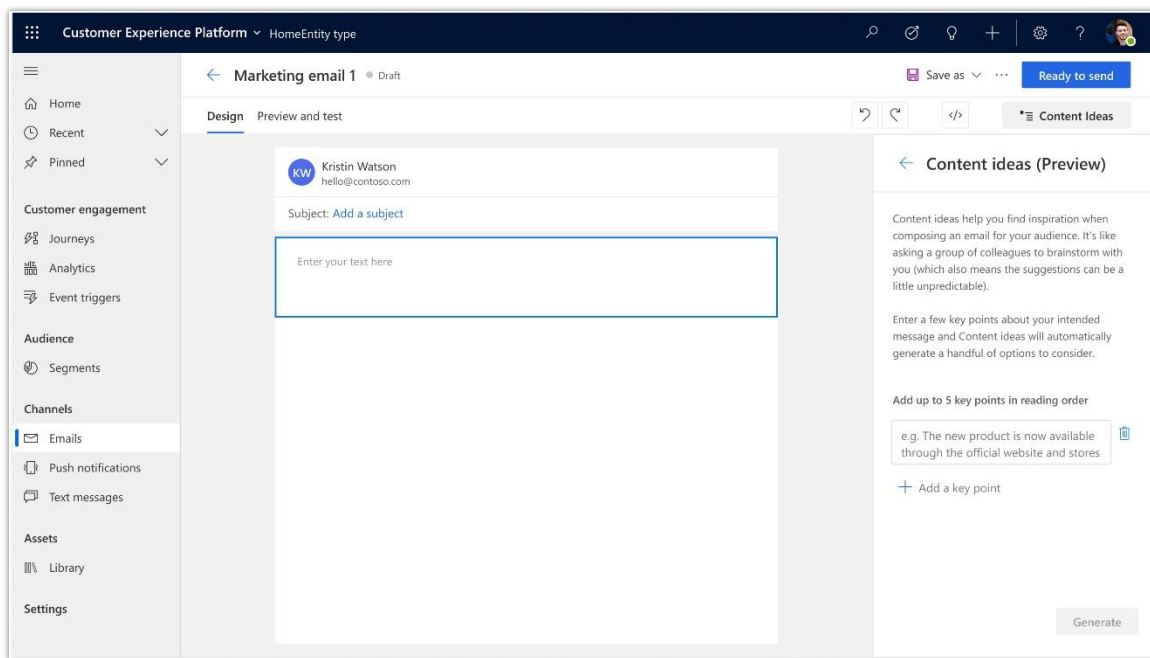 Customer Experience Platform HomeEntity type
Marketing email 1 Draft
Save as
Ready to send
Home
Recent
Pinned
Customer engagement
Journeys
Analytics
Event triggers
Audience
Segments
Channels
Emails
Push notifications
Text messages
Assets
Library
Settings
Design Preview and test
</>
Content Ideas
KW
Kristin Watson
hello@contoso.com
Subject: Add a subject
Enter your text here
Content ideas (Preview)
Content ideas help you find inspiration when
composing an email for your audience. It's like
asking a group of colleagues to brainstorm with
you (which also means the suggestions can be a
little unpredictable).
Enter a few key points about your intended
message and Content ideas will automatically
generate a handful of options to consider.
Add up to 5 key points in reading order
e.g. The new product is now available
through the official website and stores
Add a key point
Generate